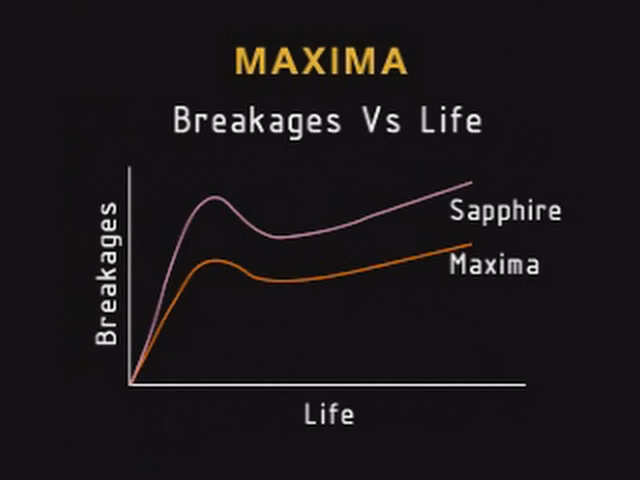 MAXIMA
Breakages Vs Life
Breakages
Sapphire
Maxima
Life